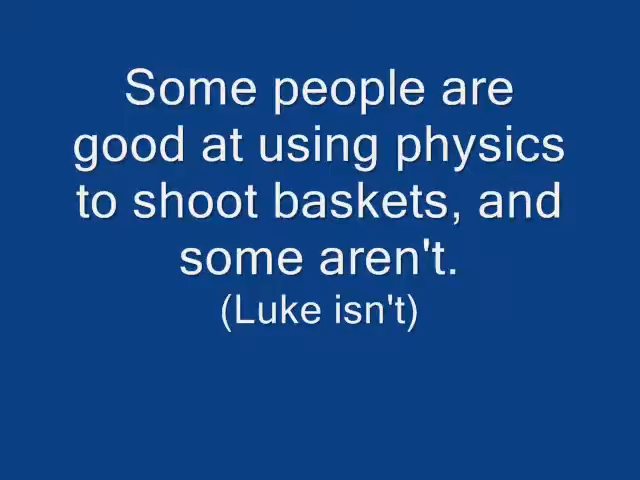 Some people are
good at using physics
to shoot baskets, and
some aren't.
(Luke isn't)